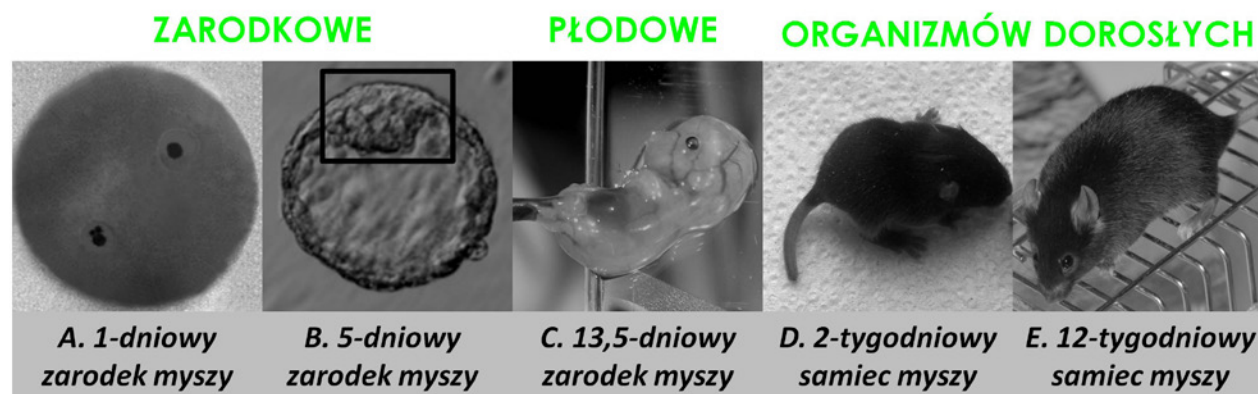 ZARODKOWE
PŁODOWE
ORGANIZMÓW DOROSŁYCH
A. 1-dniowy
zarodek myszy
B. 5-dniowy
zarodek myszy
C. 13,5-dniowy
zarodek myszy
D. 2-tygodniowy
samiec myszy
E. 12-tygodniowy
samiec myszy